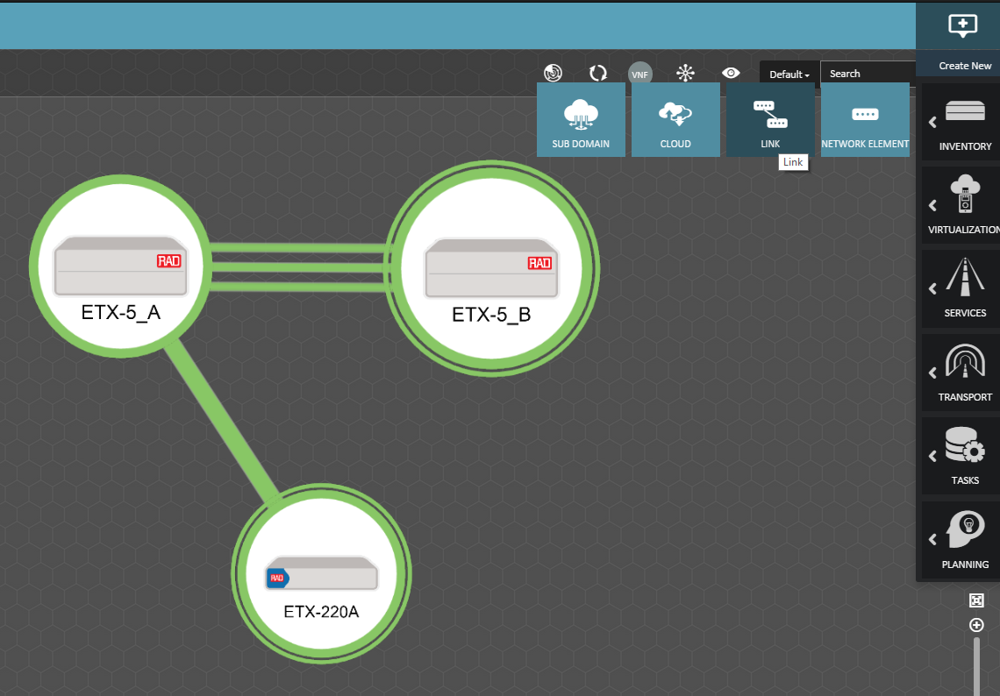 Create New
VNF
Default
Search
SUB DOMAIN
CLOUD
LINK
NETWORK ELEMENT
Link
INVENTORY
VIRTUALIZATION
SERVICES
TRANSPORT
TASKS
PLANNING
RAD
ETX-5_A
RAD
ETX-5_B
RAD
ETX-220A